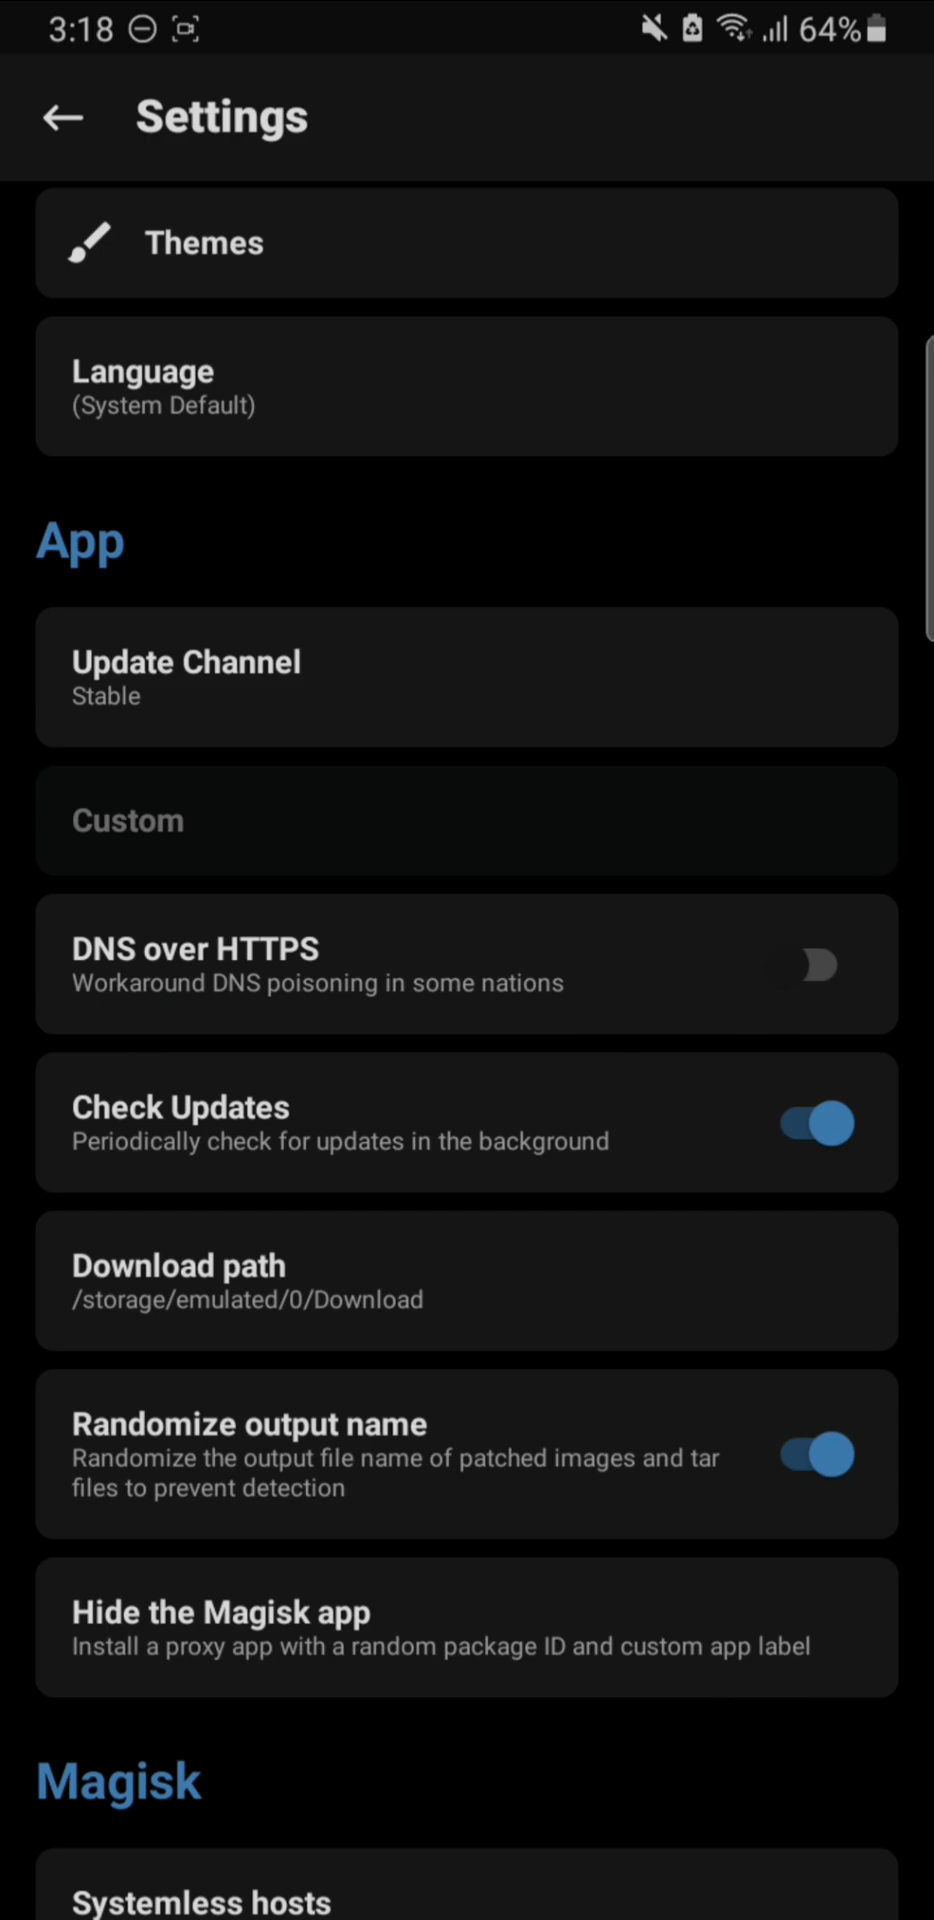 3:18
64%
Settings
Themes
Language
(System Default)
App
Update Channel
Stable
Custom
DNS over HTTPS
Workaround DNS poisoning in some nations
Check Updates
Periodically check for updates in the background
Download path
/storage/emulated/0/Download
Randomize output name
Randomize the output file name of patched images and tar
files to prevent detection
Hide the Magisk app
Install a proxy app with a random package ID and custom app label
Magisk
Systemless hosts